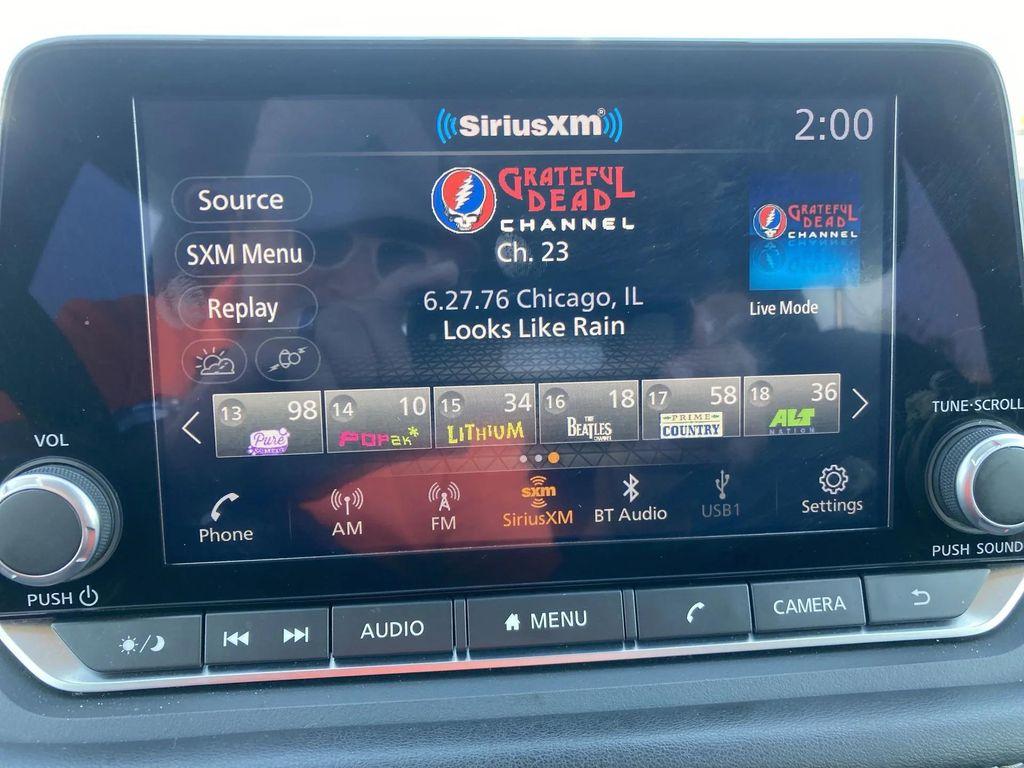 SiriusXM®
2:00
Source
SXM Menu
Replay
GRATEFUL
DEAD
CHANNEL
Ch. 23
6.27.76 Chicago, IL
Looks Like Rain
GRATEFUL
DEAD
CHANNEL
Live Mode
13 98
Pure
14 10
POP2K*
15 34
LITHIUM
16 18
THE
BEATLES
CHANNEL
17 58
PRIME
COUNTRY
18 36
ALT
NATION
Phone
AM
FM
sxm
SiriusXM
BT Audio
USB1
Settings
VOL
PUSH
TUNE·SCROLL
PUSH SOUND
AUDIO
MENU
CAMERA